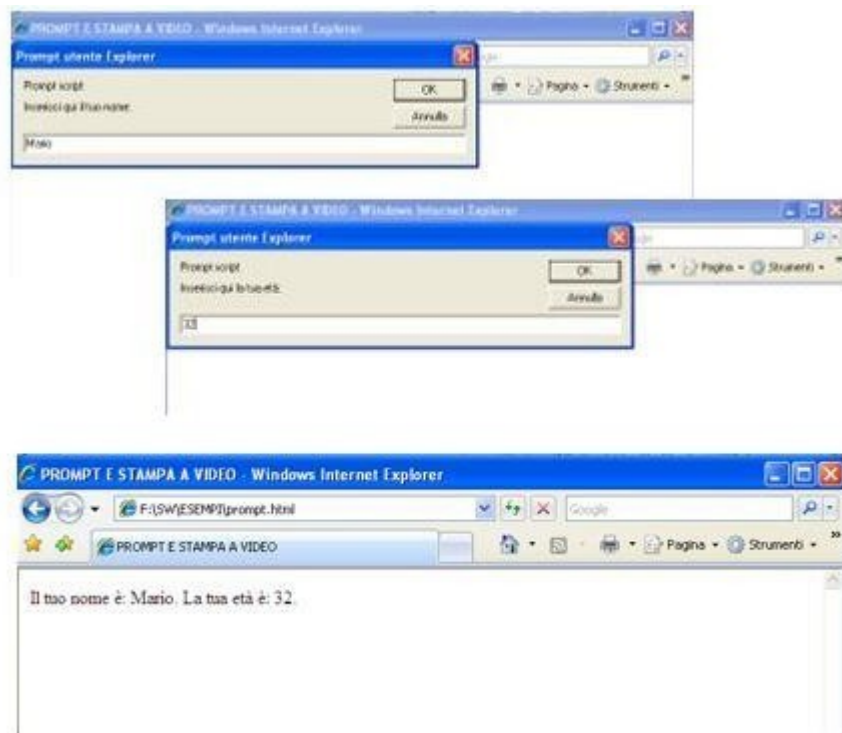 PROMPT E STAMPA A VIDEO - Windows Internet Explorer
Prompt utente Explorer
Prompt script
OK
Inserisci qui il tuo nome:
Annulla
Mario
Pagina
Strumenti
PROMPT E STAMPA A VIDEO - Windows Internet Explorer
Prompt utente Explorer
Prompt script
OK
Inserisci qui la tua età:
Annulla
32
Pagina
Strumenti
PROMPT E STAMPA A VIDEO - Windows Internet Explorer
F:\SW\ESEMPI\prompt.html
Google
PROMPT E STAMPA A VIDEO
Pagina
Strumenti
Il tuo nome è: Mario. La tua età è: 32.